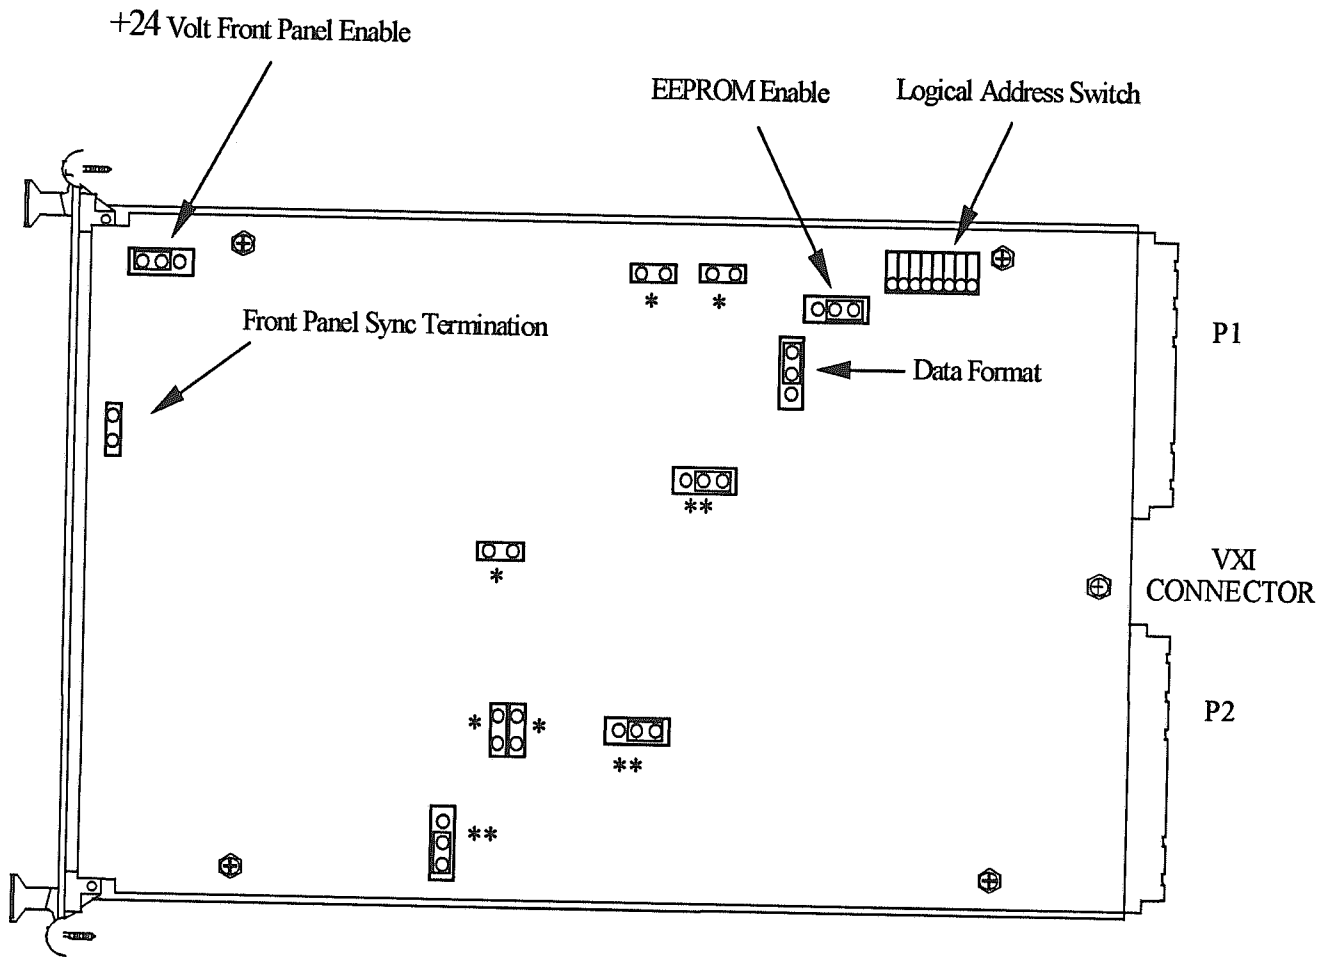 +24 Volt Front Panel Enable
EEPROM Enable
Logical Address Switch
Front Panel Sync Termination
* *
P1
Data Format
**
VXI
CONNECTOR
*
P2
* *
**
**